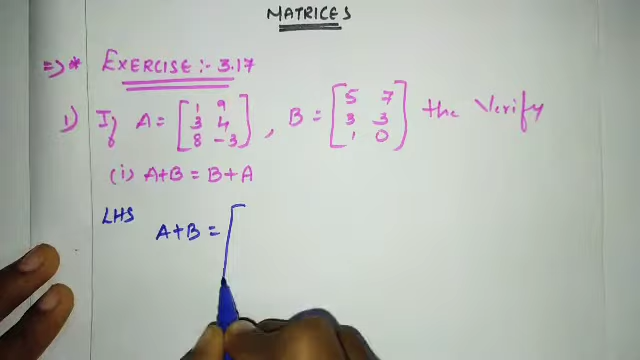 MATRICES
=> * EXERCISE :- 3.17
1) If A = [1 9 3 4 8 -3], B = [5 7 3 3 1 0] the Verify
(i) A+B = B+A
LHS
A+B = [